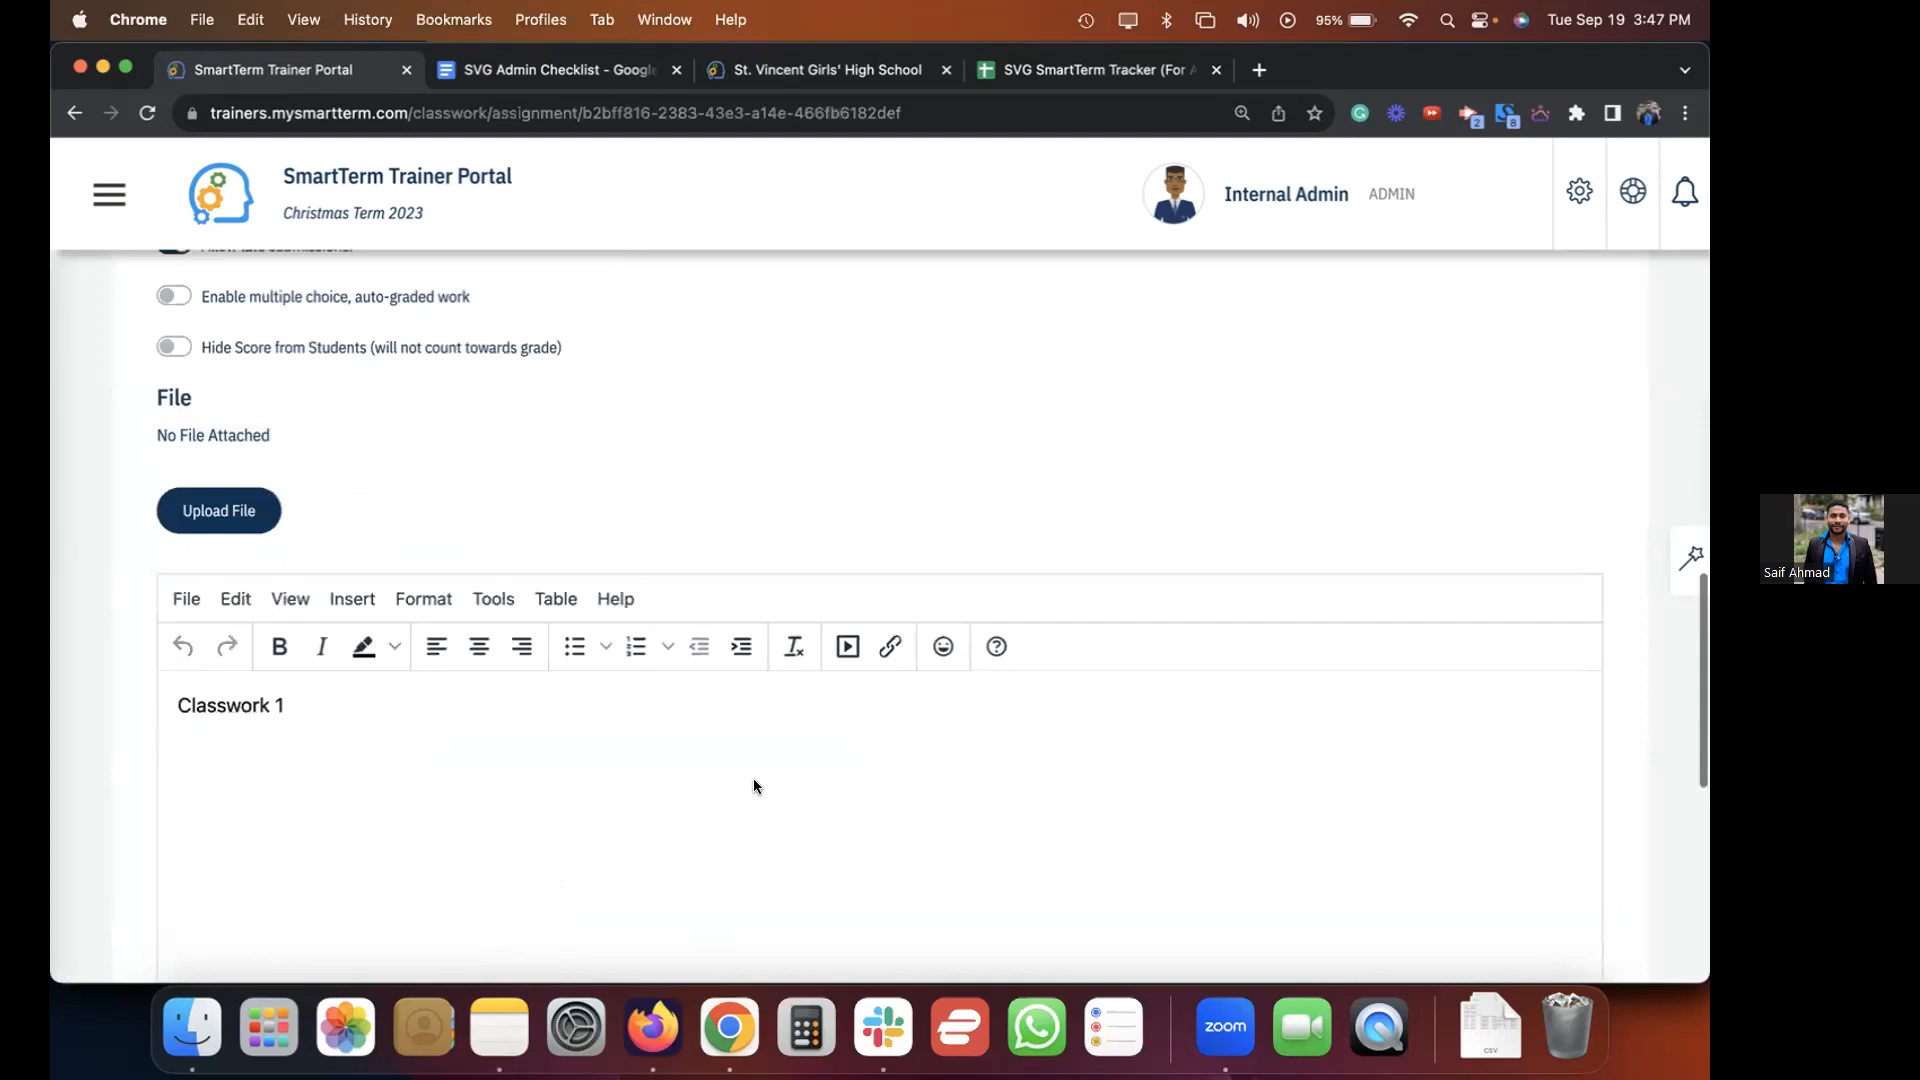 Chrome File Edit View History Bookmarks Profiles Tab Window Help 95% Tue Sep 19 3:47 PM
SmartTerm Trainer Portal SVG Admin Checklist - Googl St. Vincent Girls' High School SVG SmartTerm Tracker (For A
trainers.mysmartterm.com/classwork/assignment/b2bff816-2383-43e3-a14e-466fb6182def
2
8
SmartTerm Trainer Portal
Christmas Term 2023
Internal Admin ADMIN
Enable multiple choice, auto-graded work
Hide Score from Students (will not count towards grade)
File
No File Attached
Upload File
File Edit View Insert Format Tools Table Help
B I
Classwork 1
Saif Ahmad
zoom
CSV